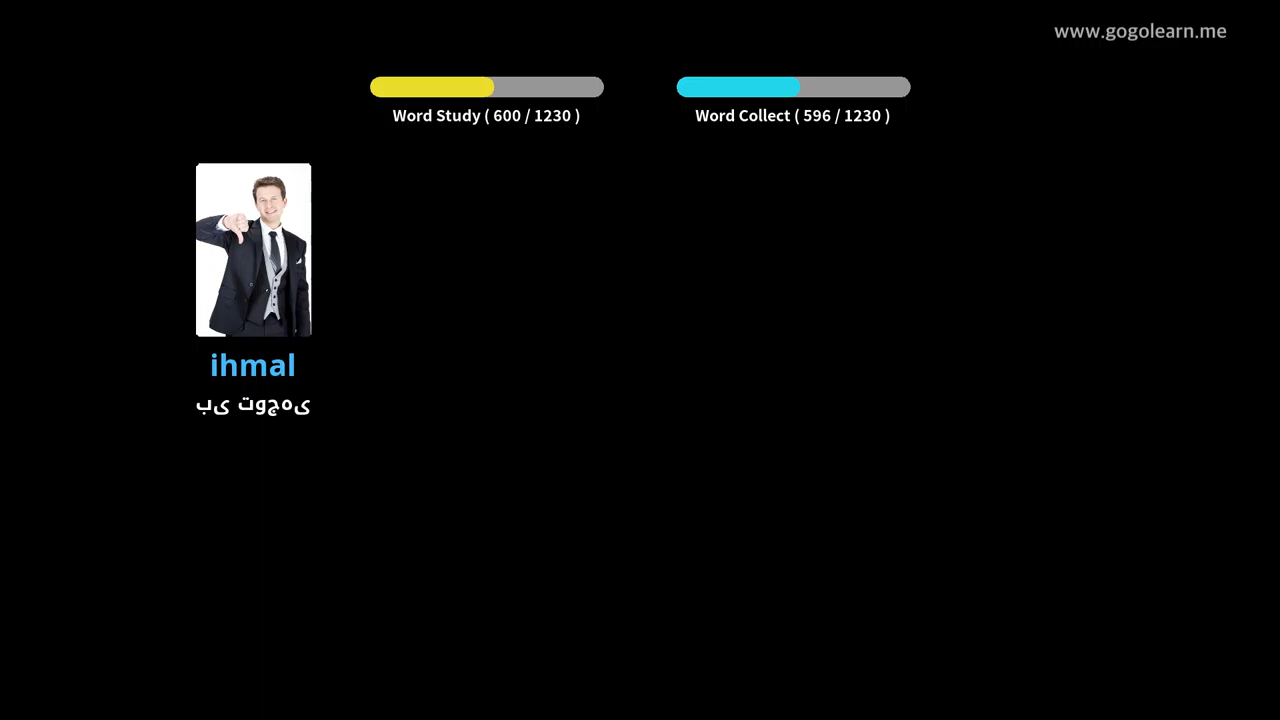 www.gogolearn.me
Word Study ( 600 / 1230 )
Word Collect ( 596 / 1230 )
ihmal
بی توجهی